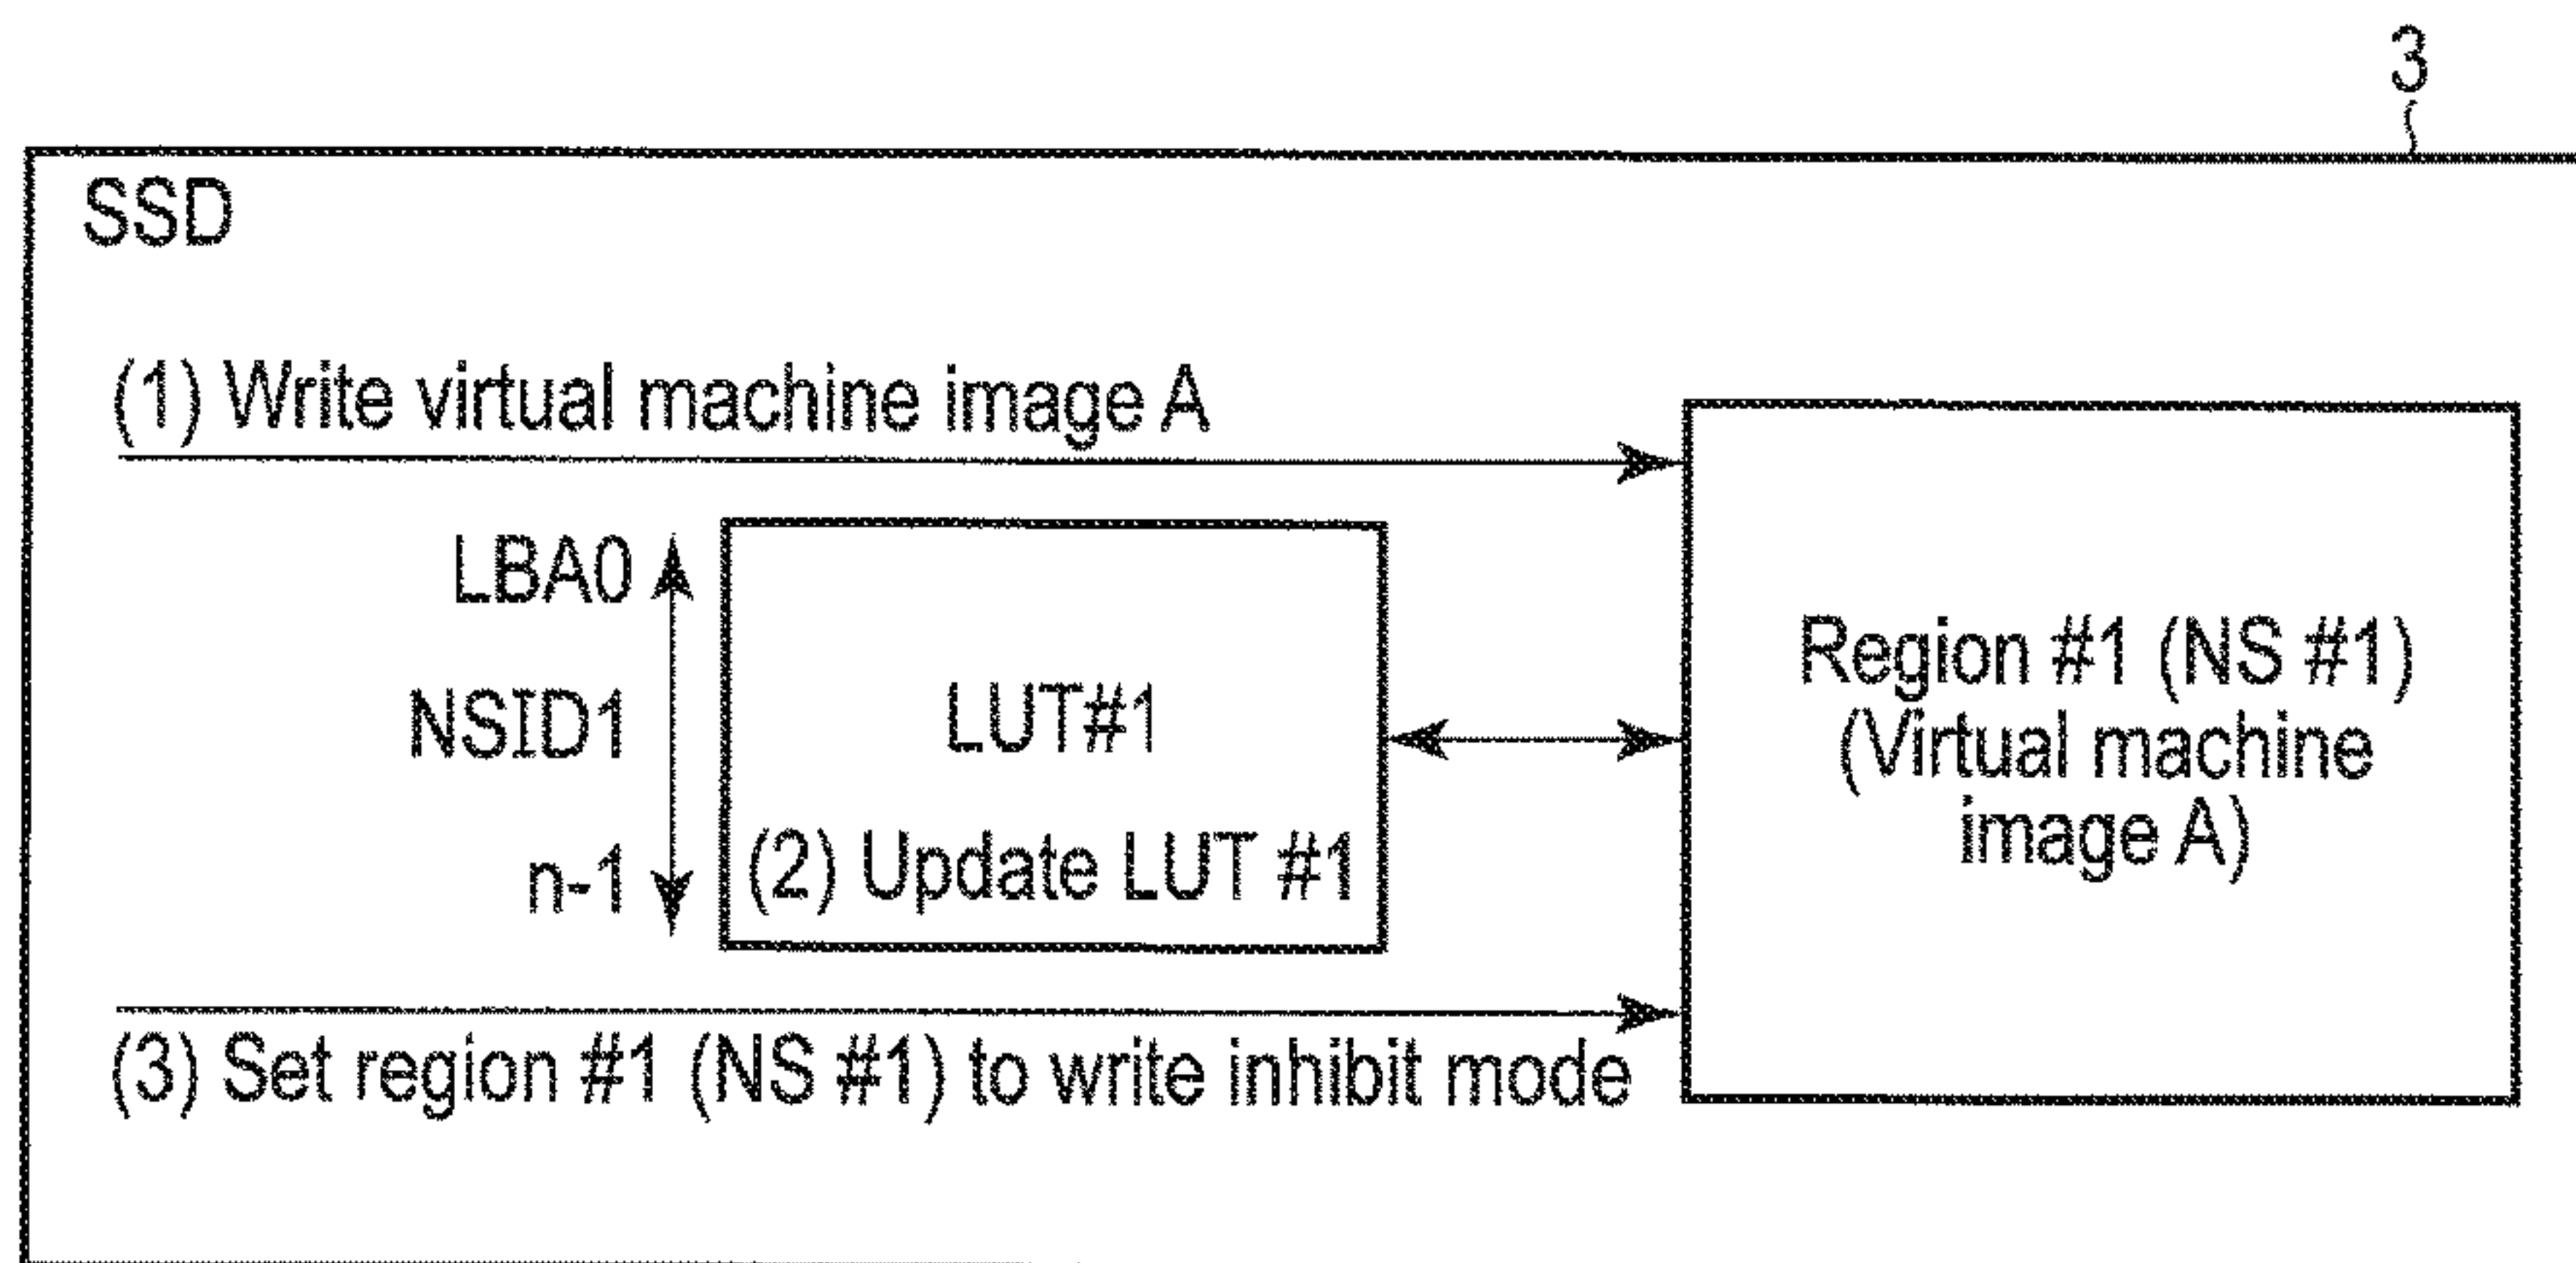 3
SSD
(1) Write virtual machine image A
LBA0
NSID1
n-1
LUT#1
(2) Update LUT #1
Region #1 (NS #1)
(Virtual machine
image A)
(3) Set region #1 (NS #1) to write inhibit mode